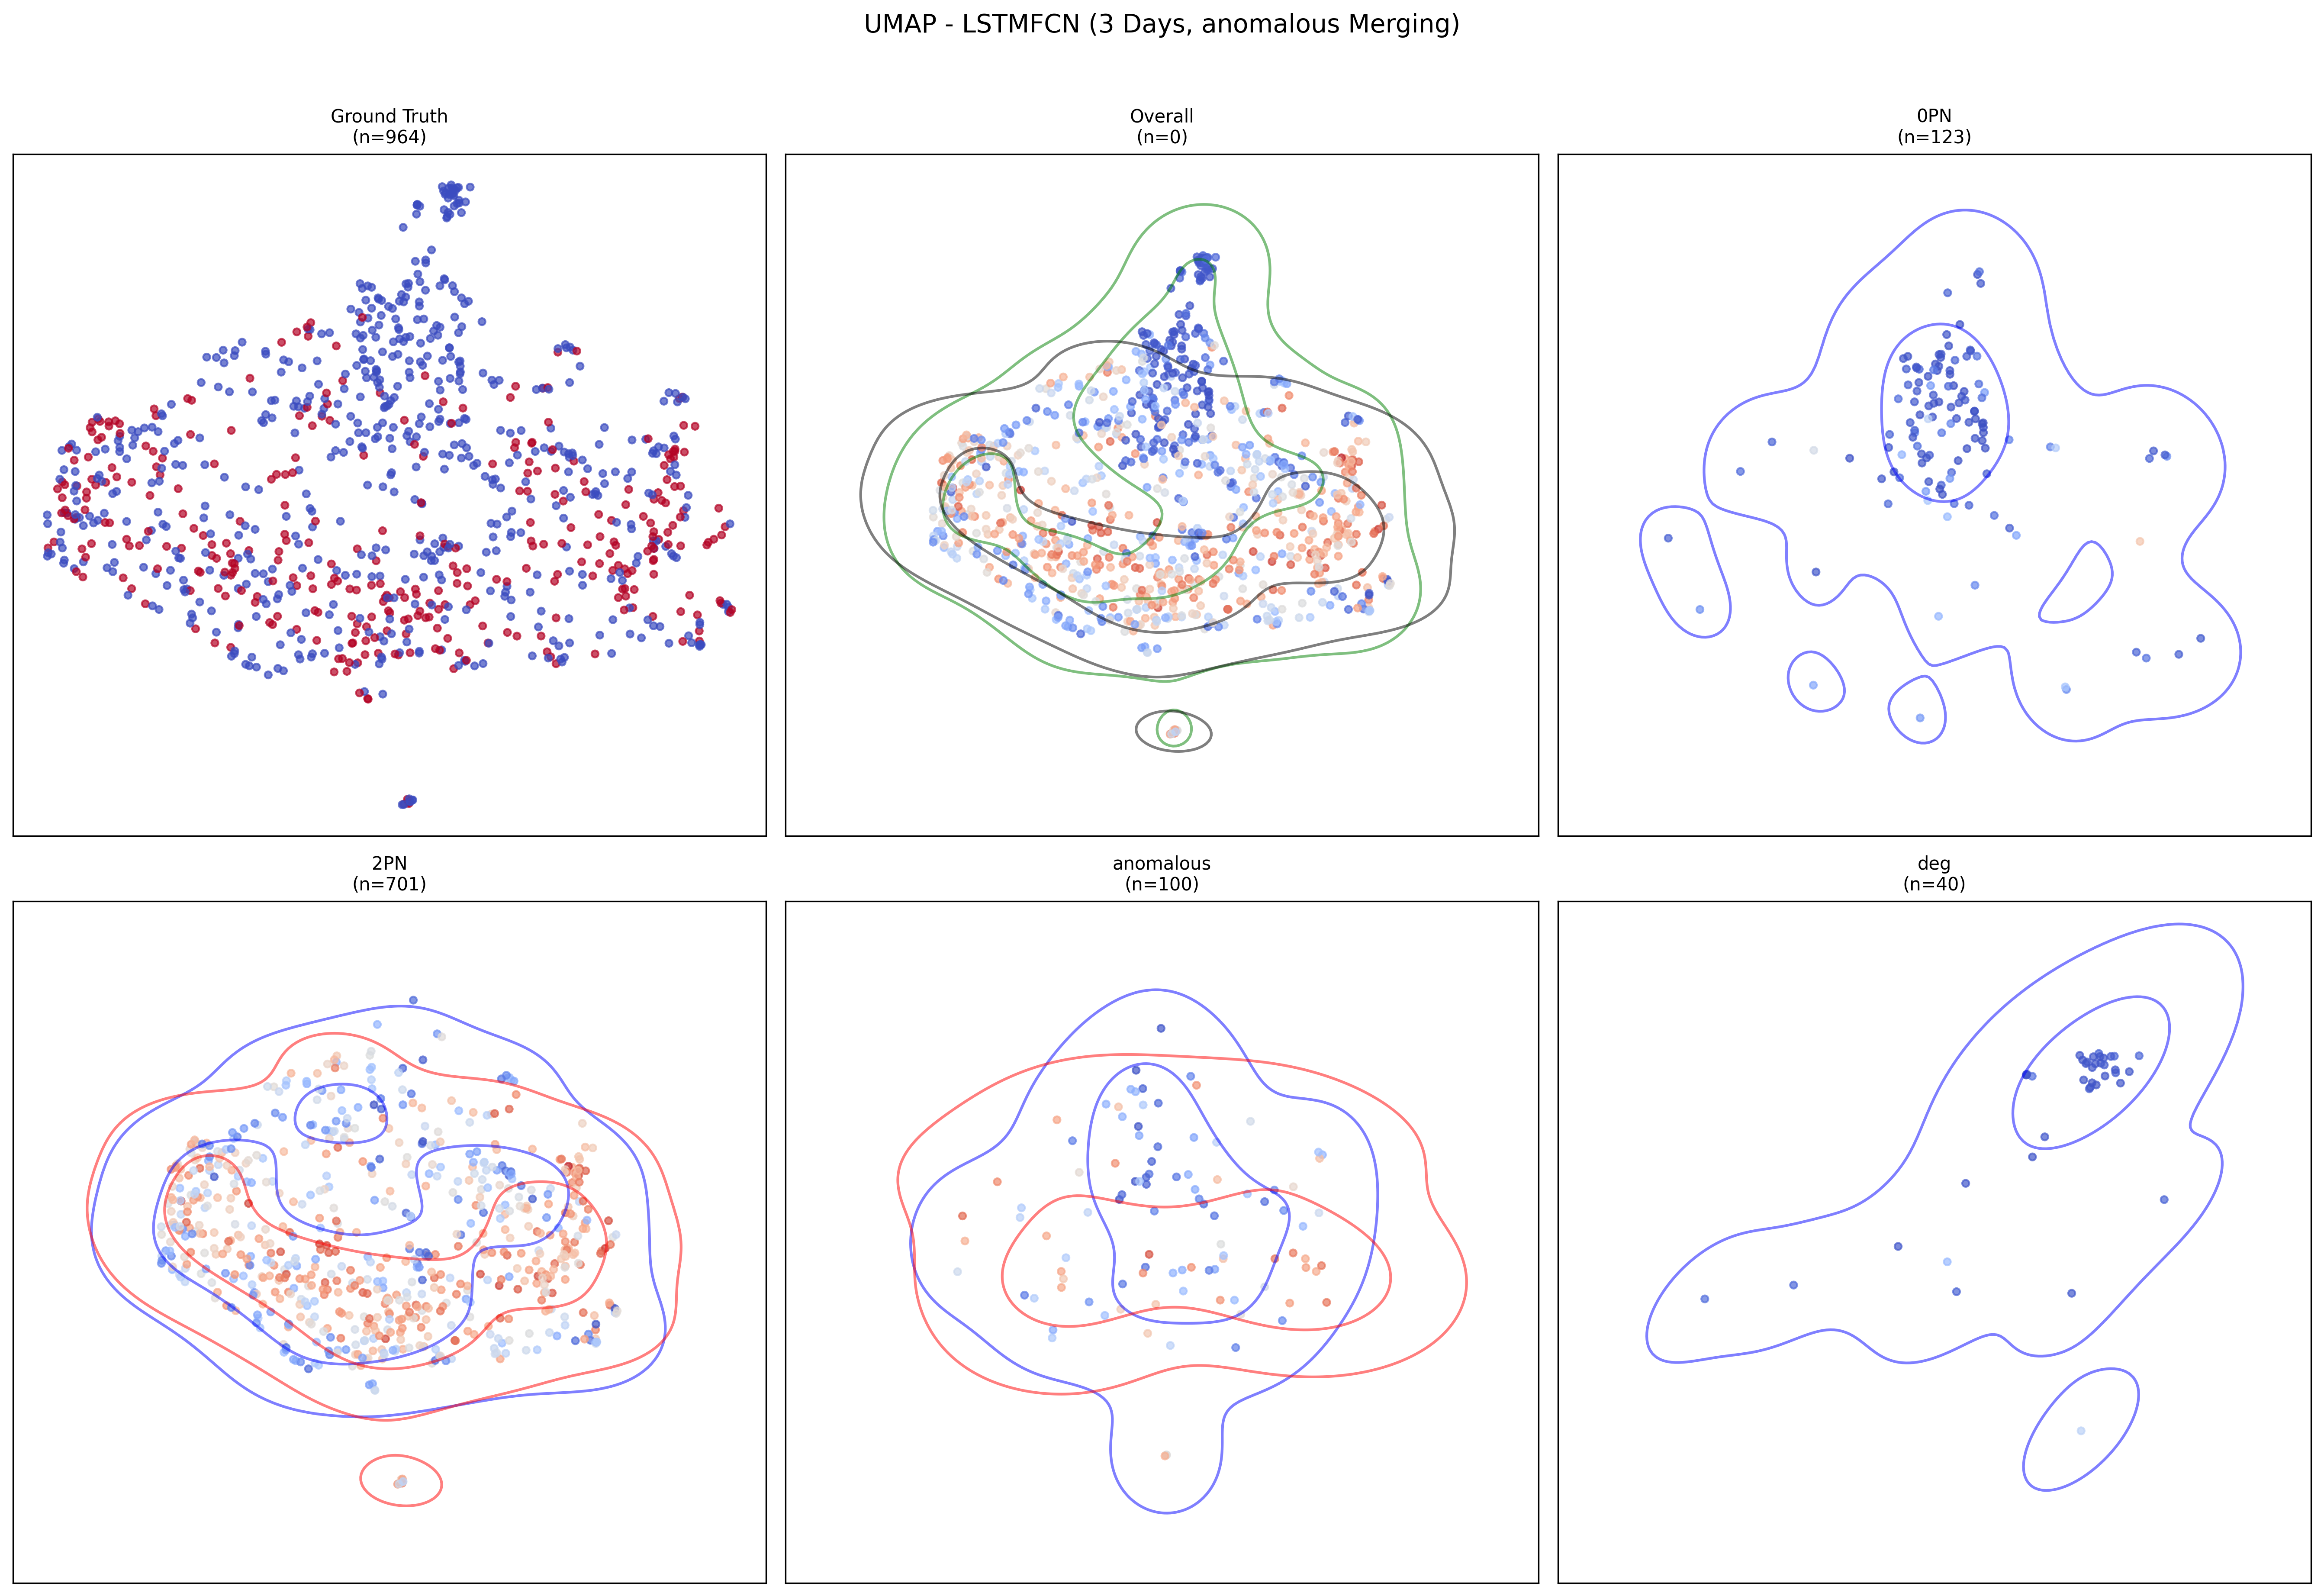 UMAP - LSTMFCN (3 Days, anomalous Merging)
Ground Truth
(n=964)
Overall
(n=0)
0PN
(n=123)
2PN
(n=701)
anomalous
(n=100)
deg
(n=40)